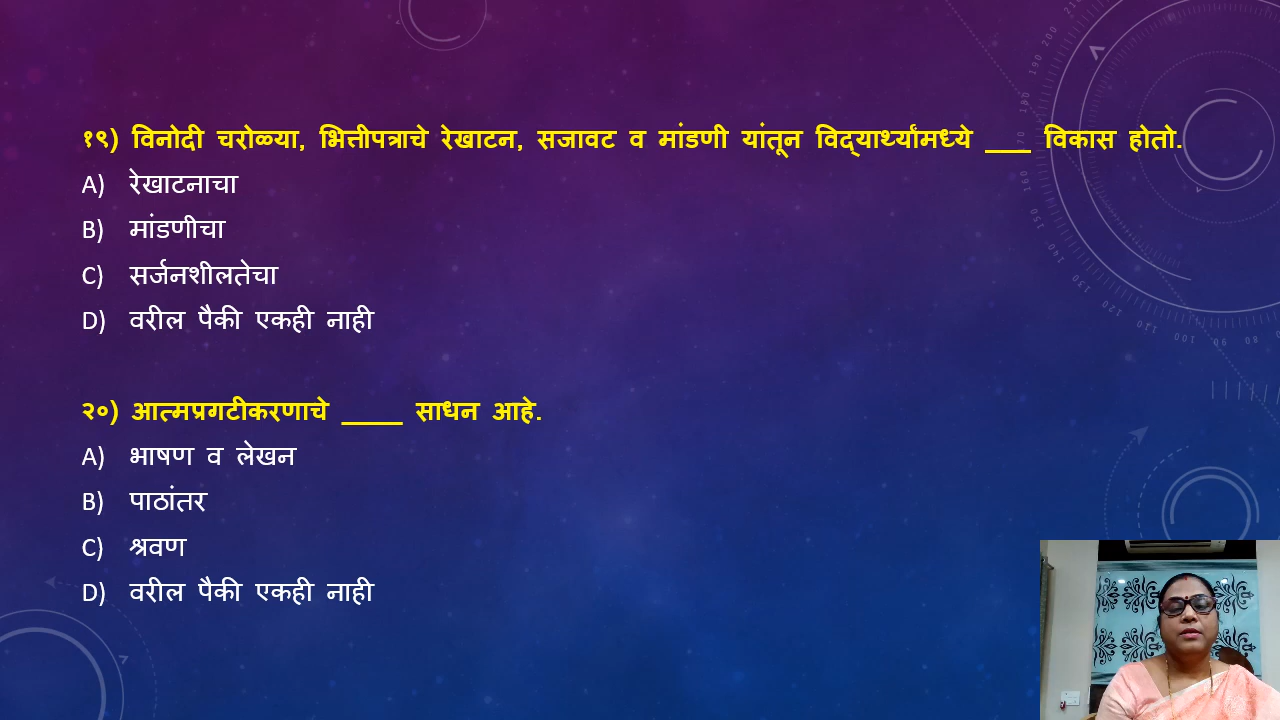 १९) विनोदी चरोळ्या, भित्तीपत्राचे रेखाटन, सजावट व मांडणी यांतून विद्यार्थ्यांमध्ये ___ विकास होतो.
A) रेखाटनाचा
B) मांडणीचा
C) सर्जनशीलतेचा
D) वरील पैकी एकही नाही
२०) आत्मप्रगटीकरणाचे ____ साधन आहे.
A) भाषण व लेखन
B) पाठांतर
C) श्रवण
D) वरील पैकी एकही नाही